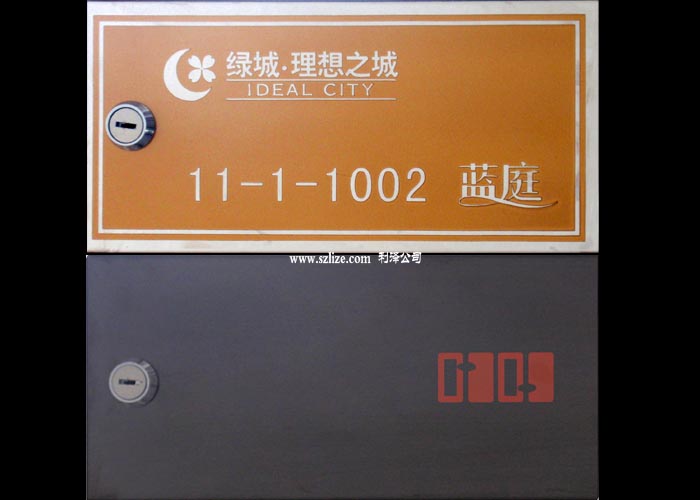 绿城·理想之城
IDEAL CITY
11-1-1002 蓝庭
www.szlize.com 利泽公司